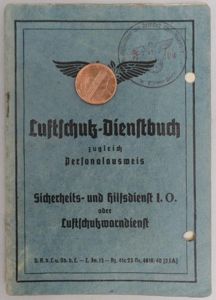 Luftschutz-Dienstbuch
zugleich
Personalausweis
Sicherheits- und Hilfsdienst I. O.
oder
Luftschutzwarndienst